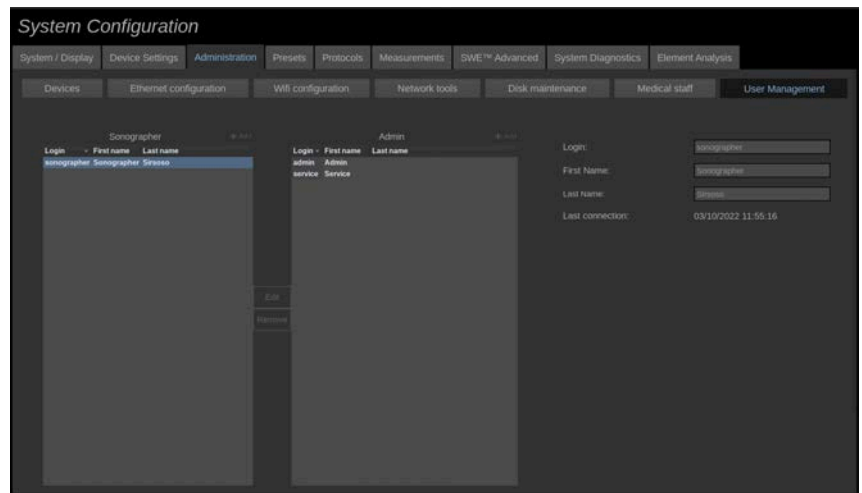 System Configuration
System / Display Device Settings Administration Presets Protocols Measurements SWE™ Advanced System Diagnostics Element Analysis
Devices Ethernet configuration Wifi configuration Network tools Disk maintenance Medical staff User Management
Sonographer Add Admin Add
Login First name Last name Login First name Last name
sonographer Sonographer Sirsoso admin Admin
service Service
Login: sonographer
First Name: Sonographer
Last Name: Sirsoso
Last connection: 03/10/2022 11:55:16
Edit
Remove